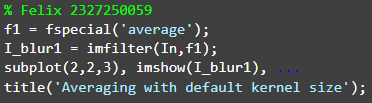 % Felix 2327250059
f1 = fspecial('average');
I_blur1 = imfilter(In,f1);
subplot(2,2,3), imshow(I_blur1), ...
title('Averaging with default kernel size');